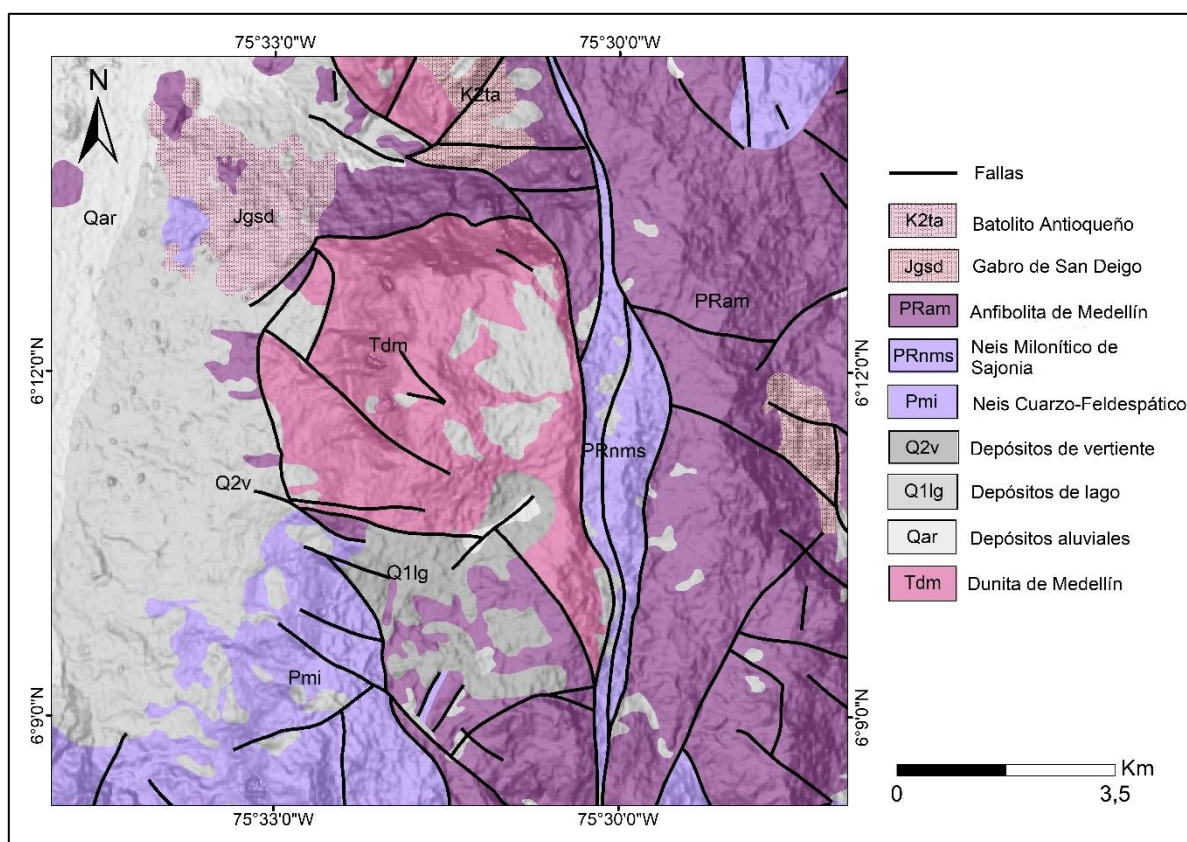 75°33'0"W
75°30'0"W
N
K2ta
Qar
Jgsd
PRam
Tdm
6°12'0"N
6°12'0"N
PRnms
Q2v
Q1lg
Pmi
6°9'0"N
6°9'0"N
75°33'0"W
75°30'0"W
Fallas
K2ta Batolito Antioqueño
Jgsd Gabro de San Deigo
PRam Anfibolita de Medellín
PRnms Neis Milonítico de
Sajonia
Pmi Neis Cuarzo-Feldespático
Q2v Depósitos de vertiente
Q1lg Depósitos de lago
Qar Depósitos aluviales
Tdm Dunita de Medellín
Km
0 3,5